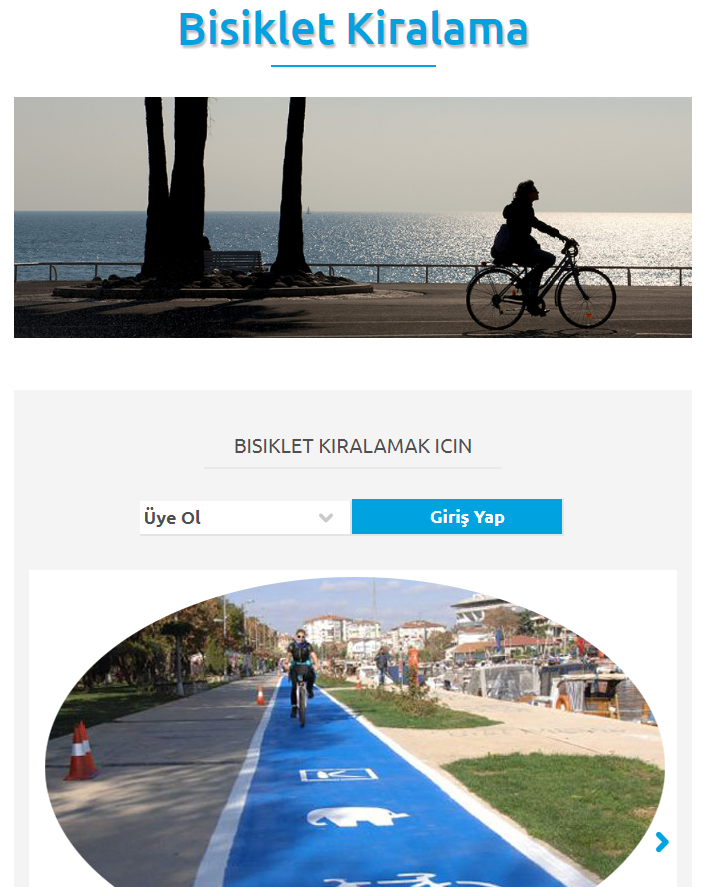 Bisiklet Kiralama
BISIKLET KIRALAMAK ICIN
Üye Ol
Giriş Yap